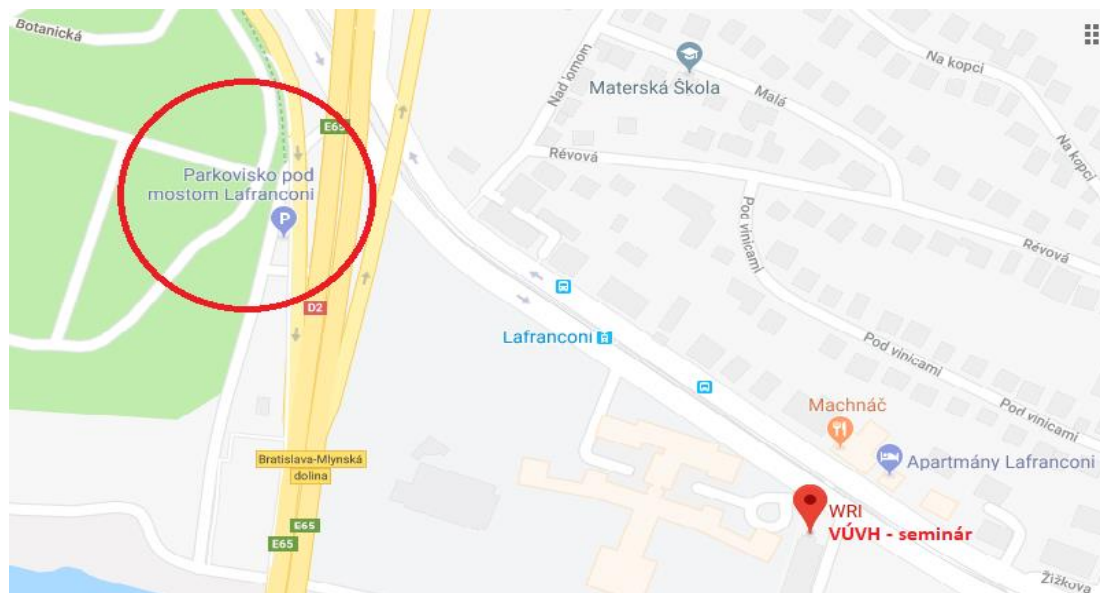 Botanická
E65
Parkovisko pod
mostom Lafranconi
P
D2
Bratislava-Mlynská
dolina
E65
E65
Nad lomom
Materská Škola
Malá
Na kopci
Na kopci
Révová
Révová
Pod vinicami
Pod vinicami
Pod vinicami
Lafranconi
Machnáč
Apartmány Lafranconi
WRI
VÚVH - seminár
Žižkova